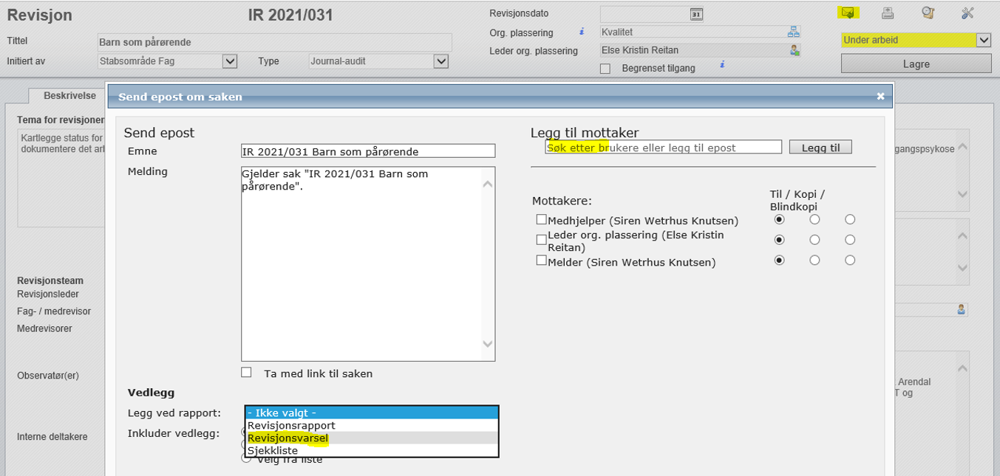 Revisjon
IR 2021/031
Revisjonsdato
31
Tittel
Barn som pårørende
Org. plassering
i
Kvalitet
Under arbeid
Initiert av
Stabsområde Fag
Type
Journal-audit
Leder org. plassering
Else Kristin Reitan
Begrenset tilgang
i
Lagre
Beskrivelse
Send epost om saken
Tema for revisjonen
Kartlegge status for
dokumentere det
gangspsykose
Send epost
Emne
IR 2021/031 Barn som pårørende
Melding
Gjelder sak "IR 2021/031 Barn som
pårørende".
Ta med link til saken
Legg til mottaker
Søk etter brukere eller legg til epost
Legg til
Mottakere:
Til / Kopi /
Blindkopi
Medhjelper (Siren Wetrhus Knutsen)
Leder org. plassering (Else Kristin
Reitan)
Melder (Siren Wetrhus Knutsen)
Revisjonsteam
Revisjonsleder
Fag- / medrevisor
Medrevisorer
Observatør(er)
Arendal
T og
Interne deltakere
Vedlegg
Legg ved rapport:
- Ikke valgt -
Revisjonsrapport
Inkluder vedlegg:
Revisjonsvarsel
Sjekkliste
Velg fra liste